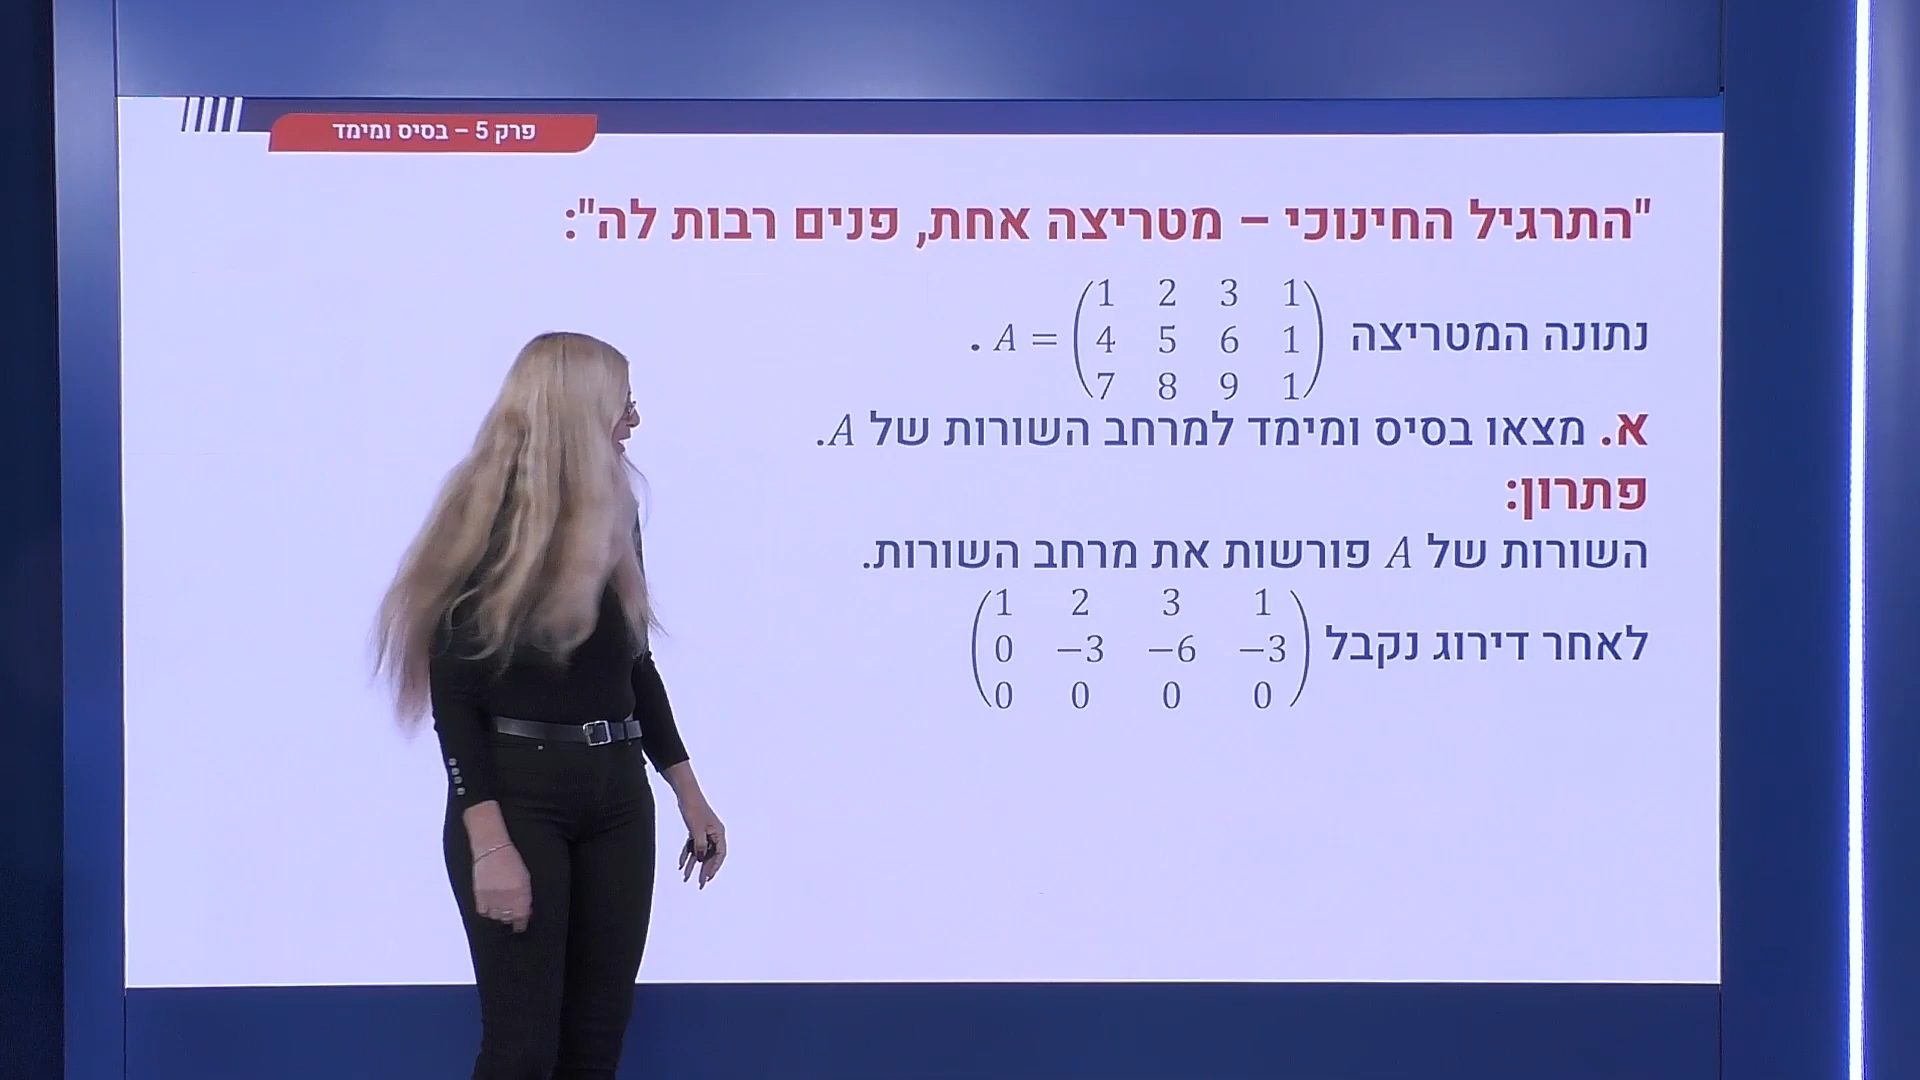 פרק 5 – בסיס ומימד
"התרגיל החינוכי – מטריצה אחת, פנים רבות לה":
נתונה המטריצה A = \begin{pmatrix} 1 & 2 & 3 & 1 \\ 4 & 5 & 6 & 1 \\ 7 & 8 & 9 & 1 \end{pmatrix} .
א. מצאו בסיס ומימד למרחב השורות של A.
פתרון:
השורות של A פורשות את מרחב השורות.
לאחר דירוג נקבל \begin{pmatrix} 1 & 2 & 3 & 1 \\ 0 & -3 & -6 & -3 \\ 0 & 0 & 0 & 0 \end{pmatrix}